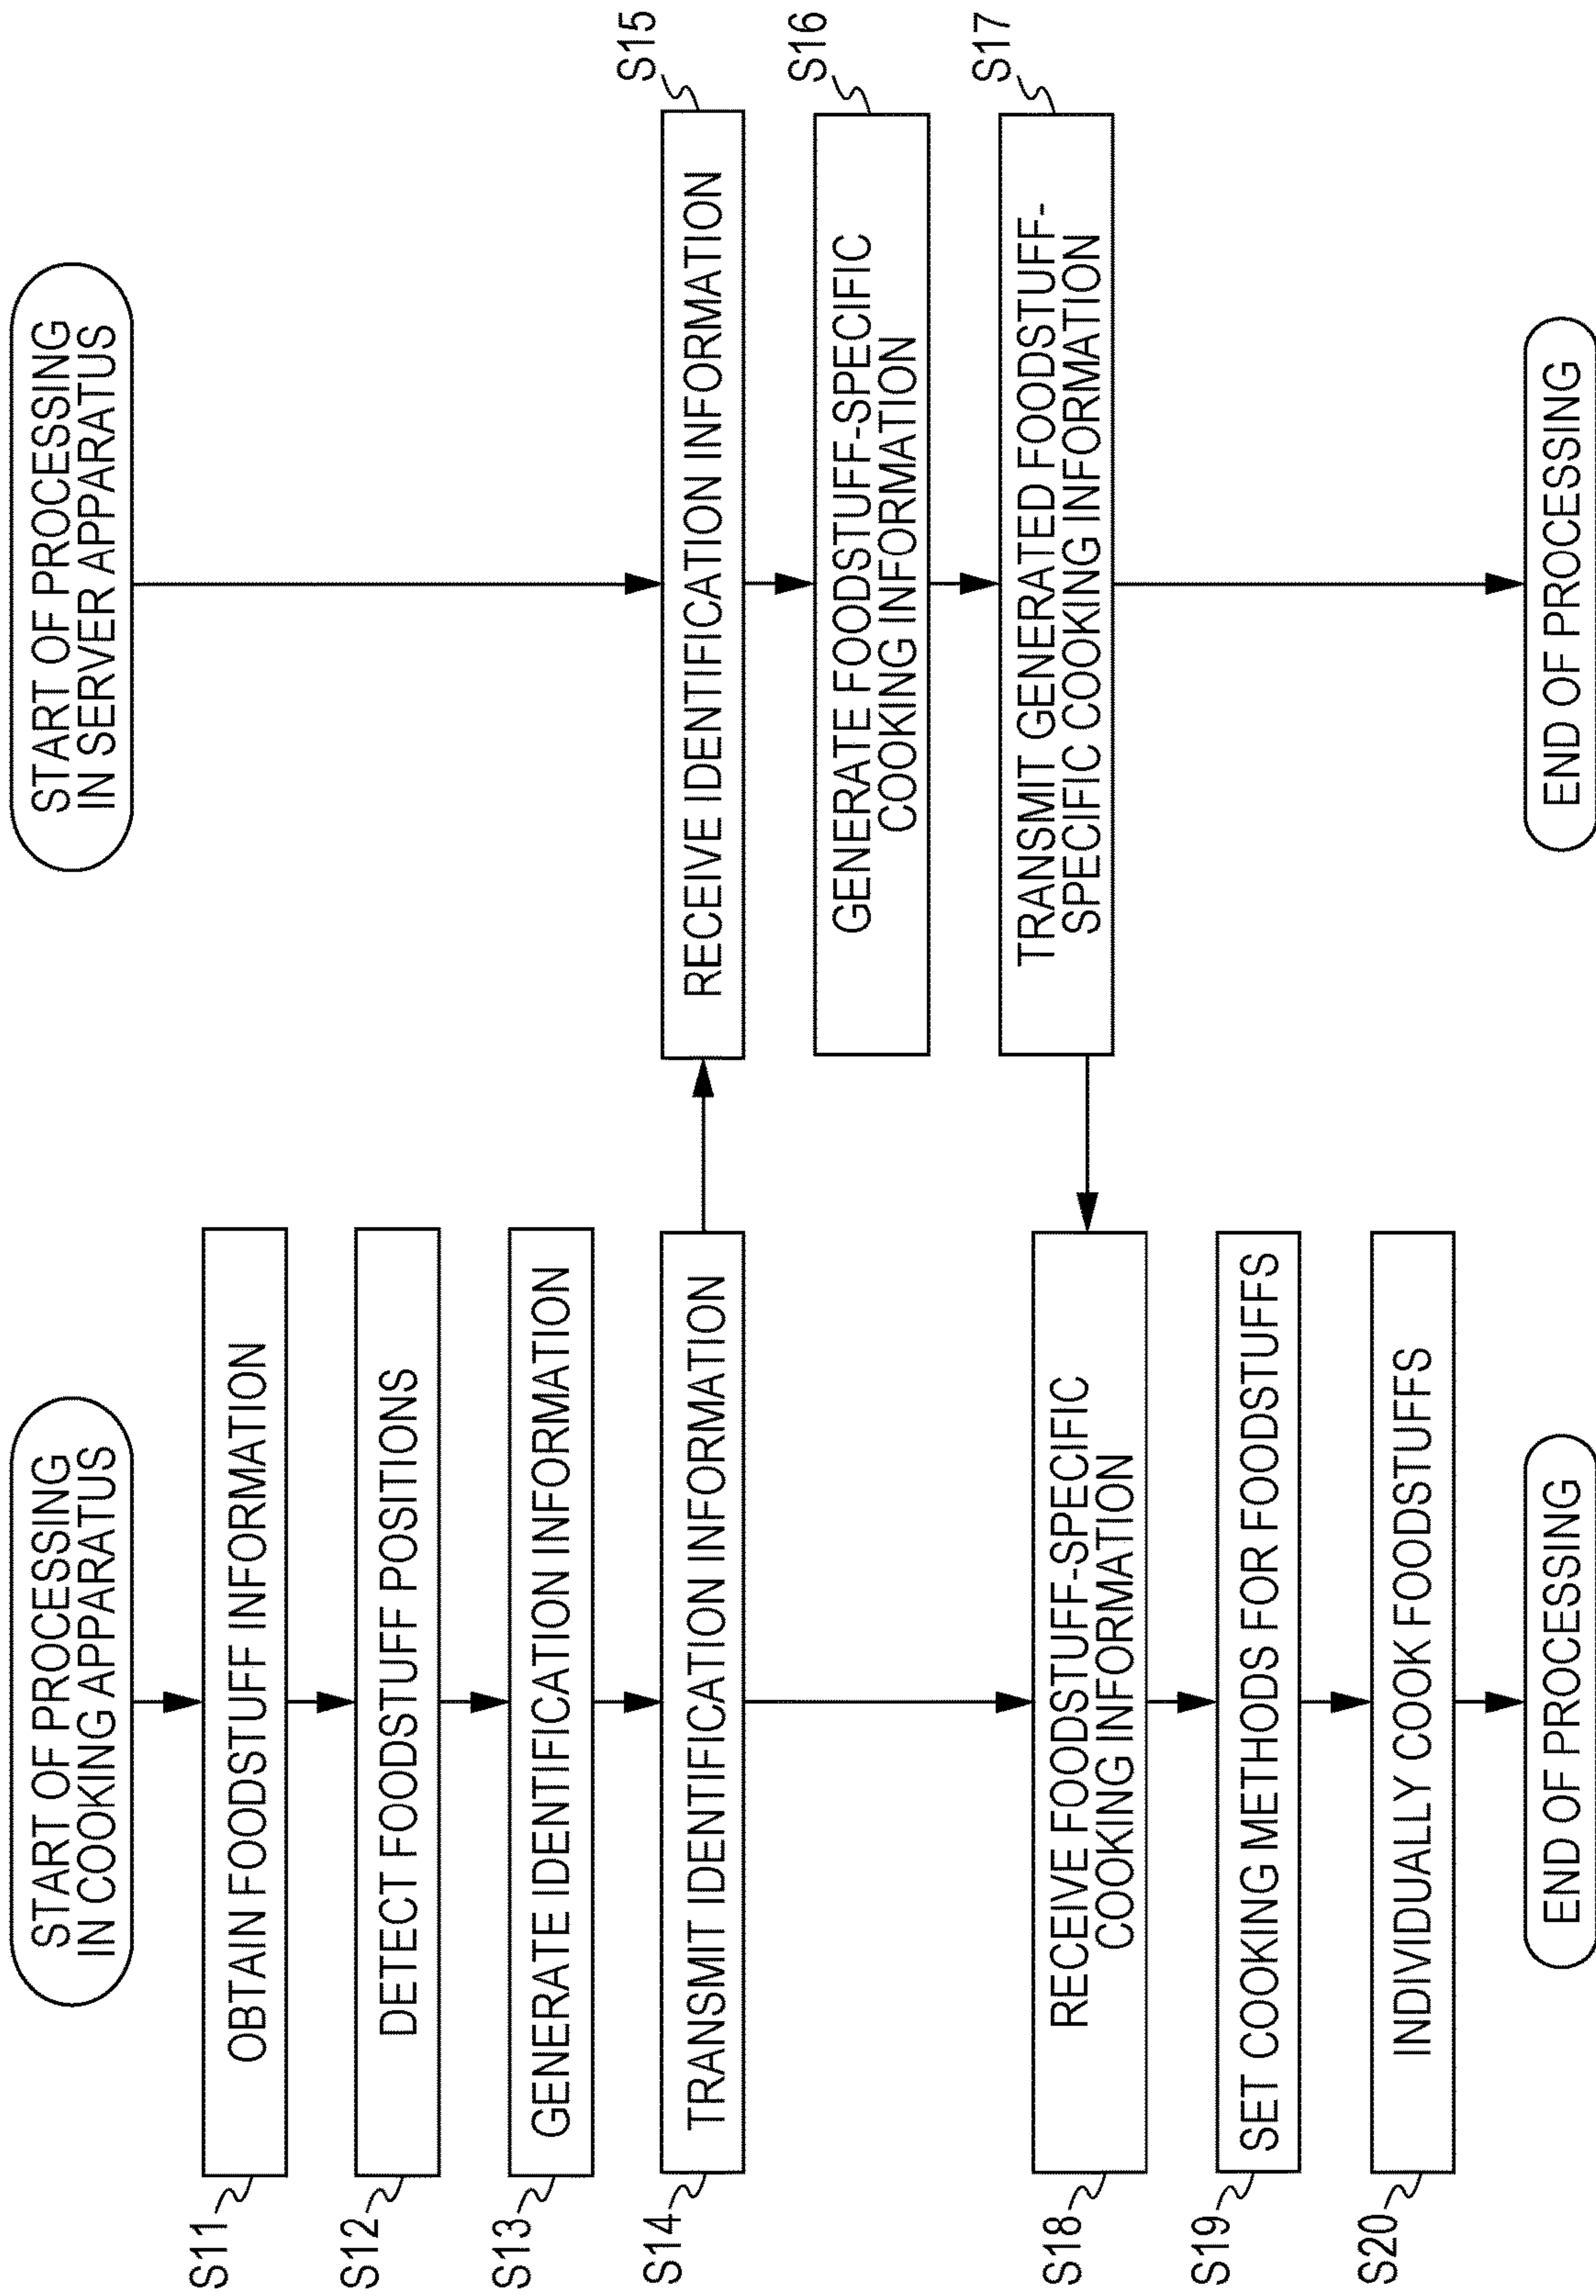 START OF PROCESSING
IN COOKING APPARATUS
S11
OBTAIN FOODSTUFF INFORMATION
S12
DETECT FOODSTUFF POSITIONS
S13
GENERATE IDENTIFICATION INFORMATION
S14
TRANSMIT IDENTIFICATION INFORMATION
S18
RECEIVE FOODSTUFF-SPECIFIC
COOKING INFORMATION
S19
SET COOKING METHODS FOR FOODSTUFFS
S20
INDIVIDUALLY COOK FOODSTUFFS
END OF PROCESSING
START OF PROCESSING
IN SERVER APPARATUS
S15
RECEIVE IDENTIFICATION INFORMATION
S16
GENERATE FOODSTUFF-SPECIFIC
COOKING INFORMATION
S17
TRANSMIT GENERATED FOODSTUFF-
SPECIFIC COOKING INFORMATION
END OF PROCESSING